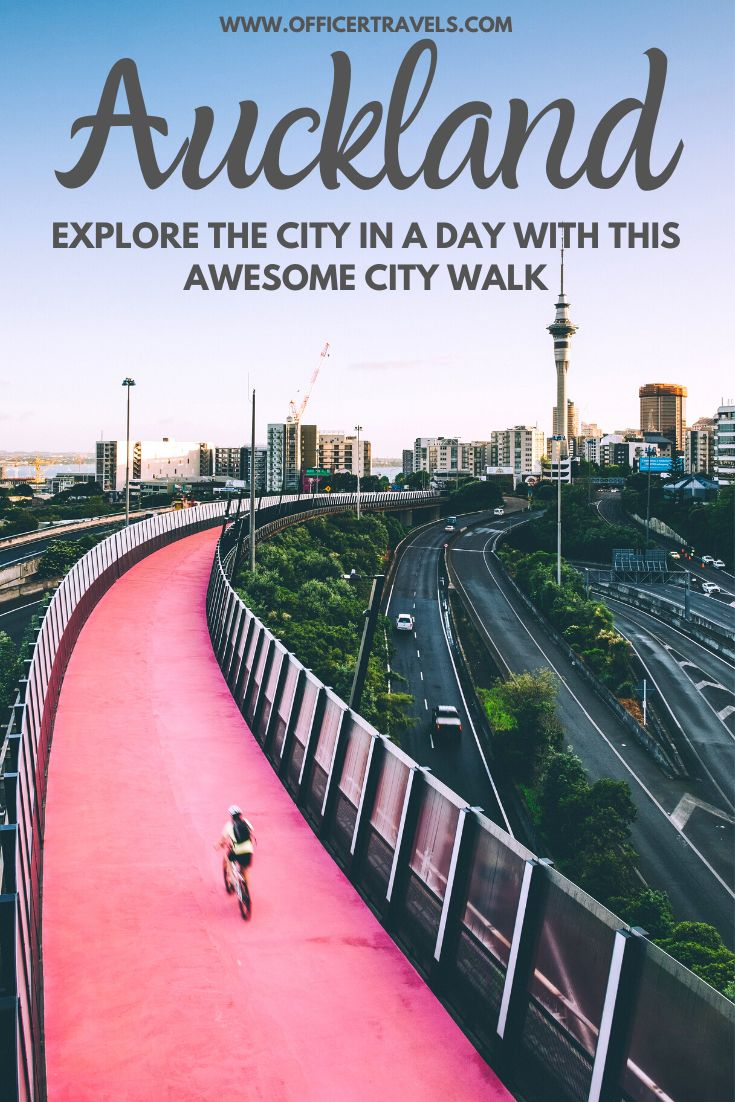 WWW.OFFICERTRAVELS.COM
Auckland
EXPLORE THE CITY IN A DAY WITH THIS
AWESOME CITY WALK